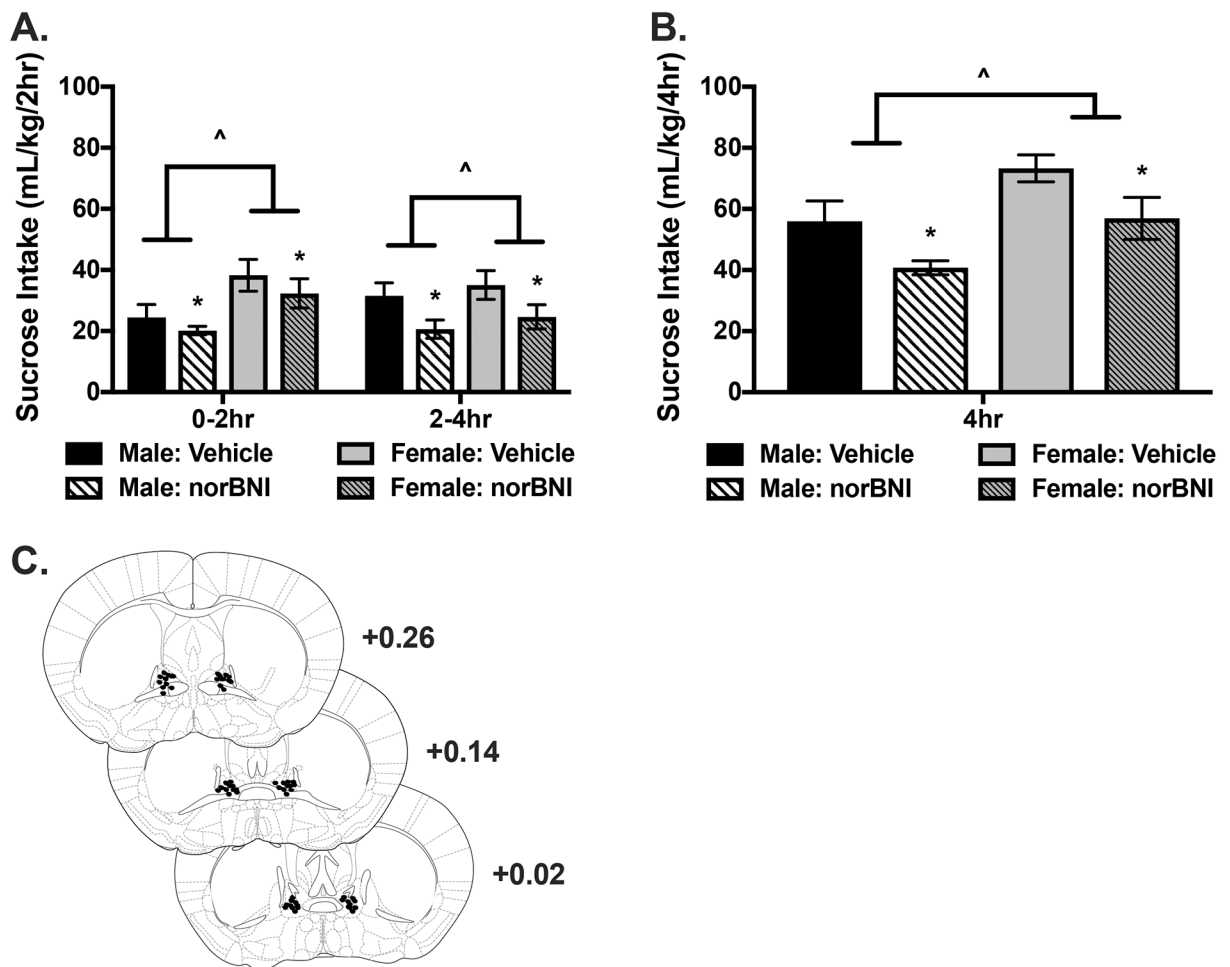 A.
Sucrose Intake (mL/kg/2hr)
100
80
60
40
20
0
^
^
*
*
*
*
0-2hr
2-4hr
Male: Vehicle
Female: Vehicle
Male: norBNI
Female: norBNI
B.
Sucrose Intake (mL/kg/4hr)
100
80
60
40
20
0
^
*
*
4hr
Male: Vehicle
Female: Vehicle
Male: norBNI
Female: norBNI
C.
+0.26
+0.14
+0.02